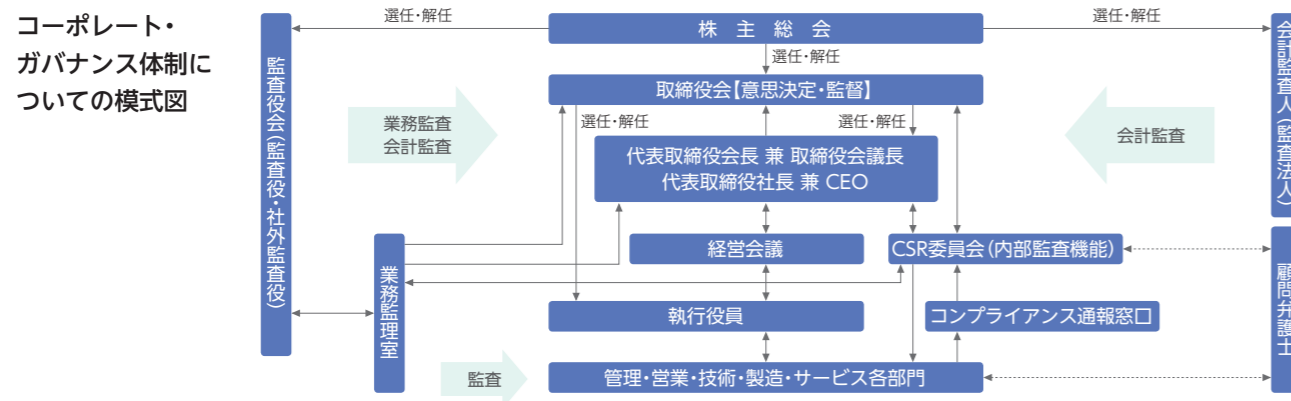 コーポレート・
ガバナンス体制に
ついての模式図
選任・解任
株主総会
選任・解任
選任・解任
監査役会(監査役・社外監査役)
会計監査人(監査法人)
取締役会【意思決定・監督】
業務監査
会計監査
選任・解任
選任・解任
会計監査
代表取締役会長 兼 取締役会議長
代表取締役社長 兼 CEO
業務監理室
経営会議
CSR委員会(内部監査機能)
顧問弁護士
執行役員
コンプライアンス通報窓口
監査
管理・営業・技術・製造・サービス各部門